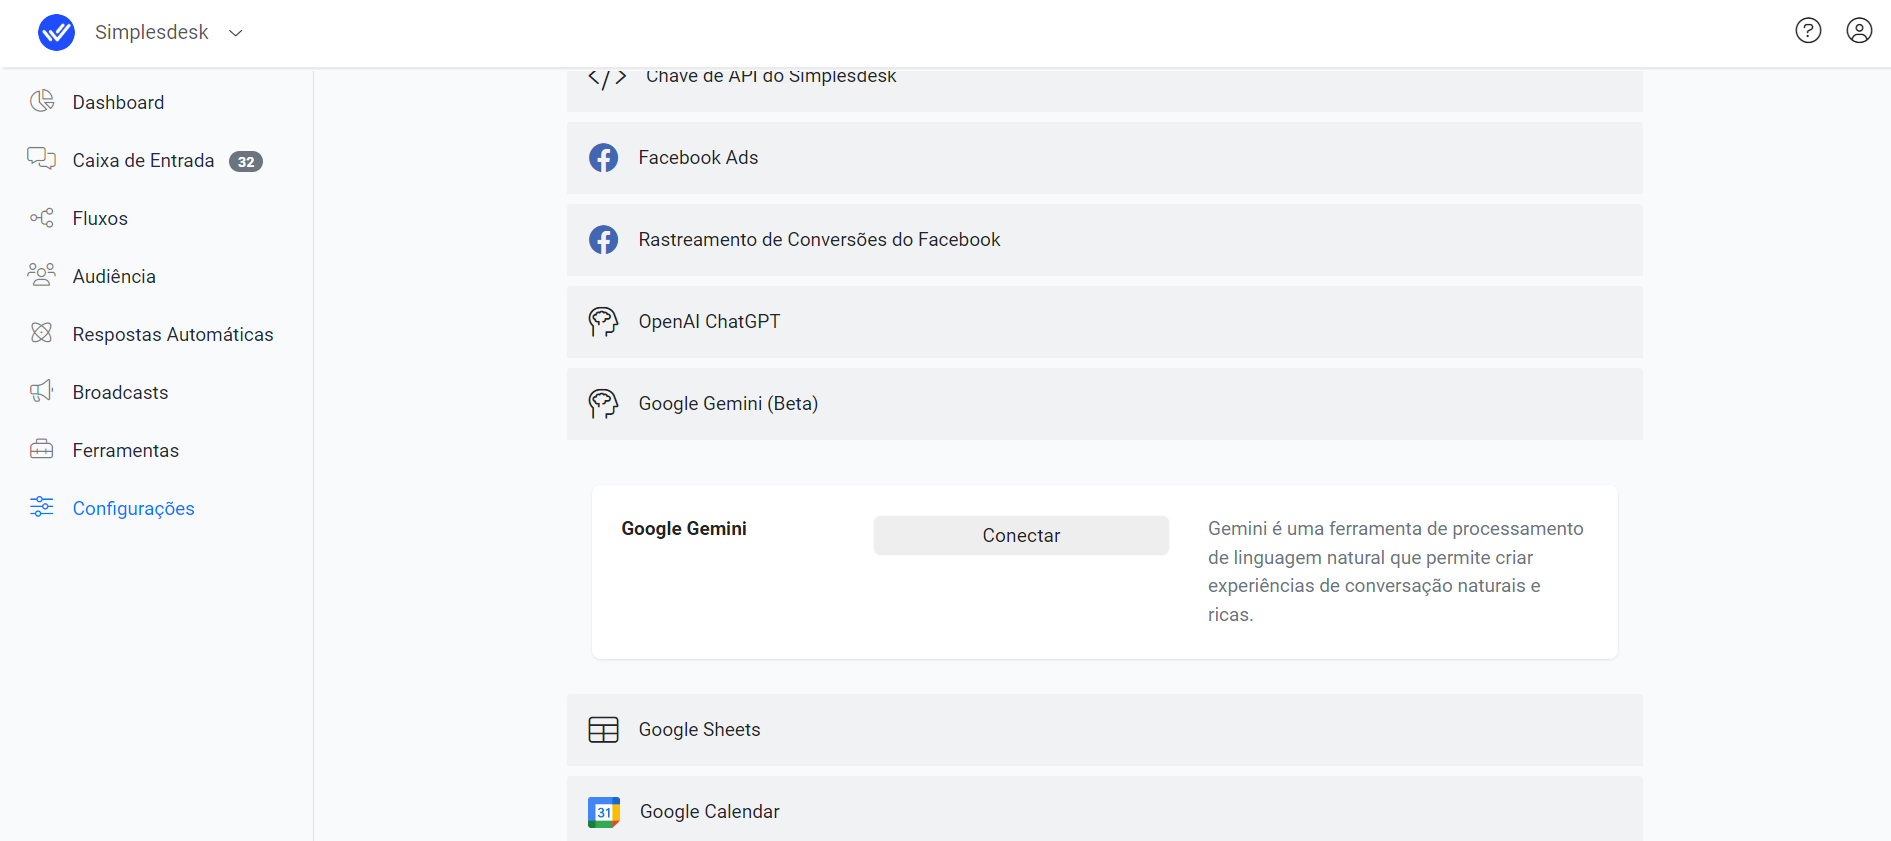 Simplesdesk
Dashboard
Caixa de Entrada 32
Fluxos
Audiência
Respostas Automáticas
Broadcasts
Ferramentas
Configurações
Chave de API do Simplesdesk
Facebook Ads
Rastreamento de Conversões do Facebook
OpenAI ChatGPT
Google Gemini (Beta)
Google Gemini
Conectar
Gemini é uma ferramenta de processamento
de linguagem natural que permite criar
experiências de conversação naturais e
ricas.
Google Sheets
31
Google Calendar